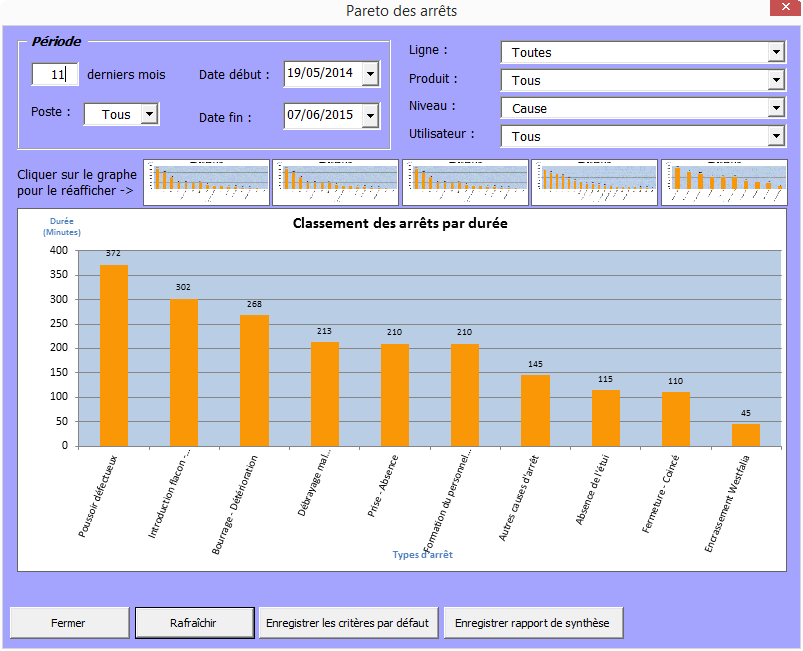 Pareto des arrêts
Période
11 derniers mois
Date début : 19/05/2014
Poste : Tous
Date fin : 07/06/2015
Ligne : Toutes
Produit : Tous
Niveau : Cause
Utilisateur : Tous
Cliquer sur le graphe
pour le réafficher ->
Classement des arrêts par durée
Durée
(Minutes)
400
350
300
250
200
150
100
50
0
372
302
268
213
210
210
145
115
110
45
Poussoir défectueux
Introduction flacon -...
Bourrage - Détérioration
Débrayage mal...
Prise - Absence
Formation du personnel...
Autres causes d'arrêt
Absence de l'étui
Fermeture - Coincé
Encrassement Westfalia
Types d'arrêt
Fermer
Rafraîchir
Enregistrer les critères par défaut
Enregistrer rapport de synthèse